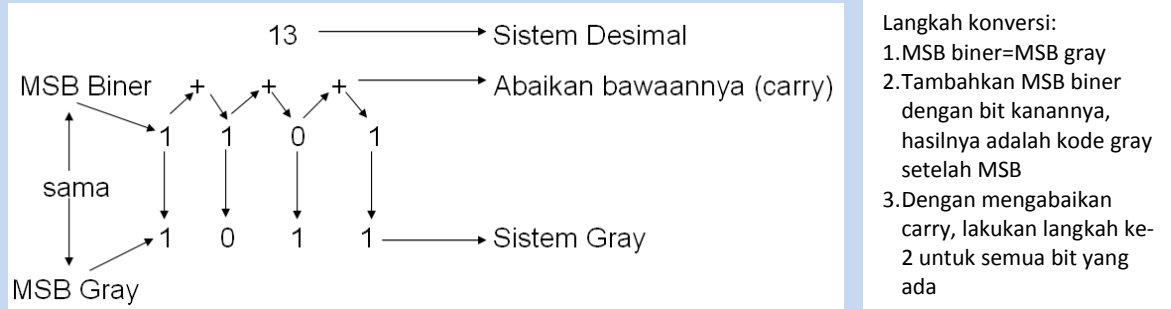 13 Sistem Desimal
MSB Biner + + + Abaikan bawaannya (carry)
1 1 0 1
sama
1 0 1 1 Sistem Gray
MSB Gray
Langkah konversi:
1.MSB biner=MSB gray
2.Tambahkan MSB biner
dengan bit kanannya,
hasilnya adalah kode gray
setelah MSB
3.Dengan mengabaikan
carry, lakukan langkah ke-
2 untuk semua bit yang
ada